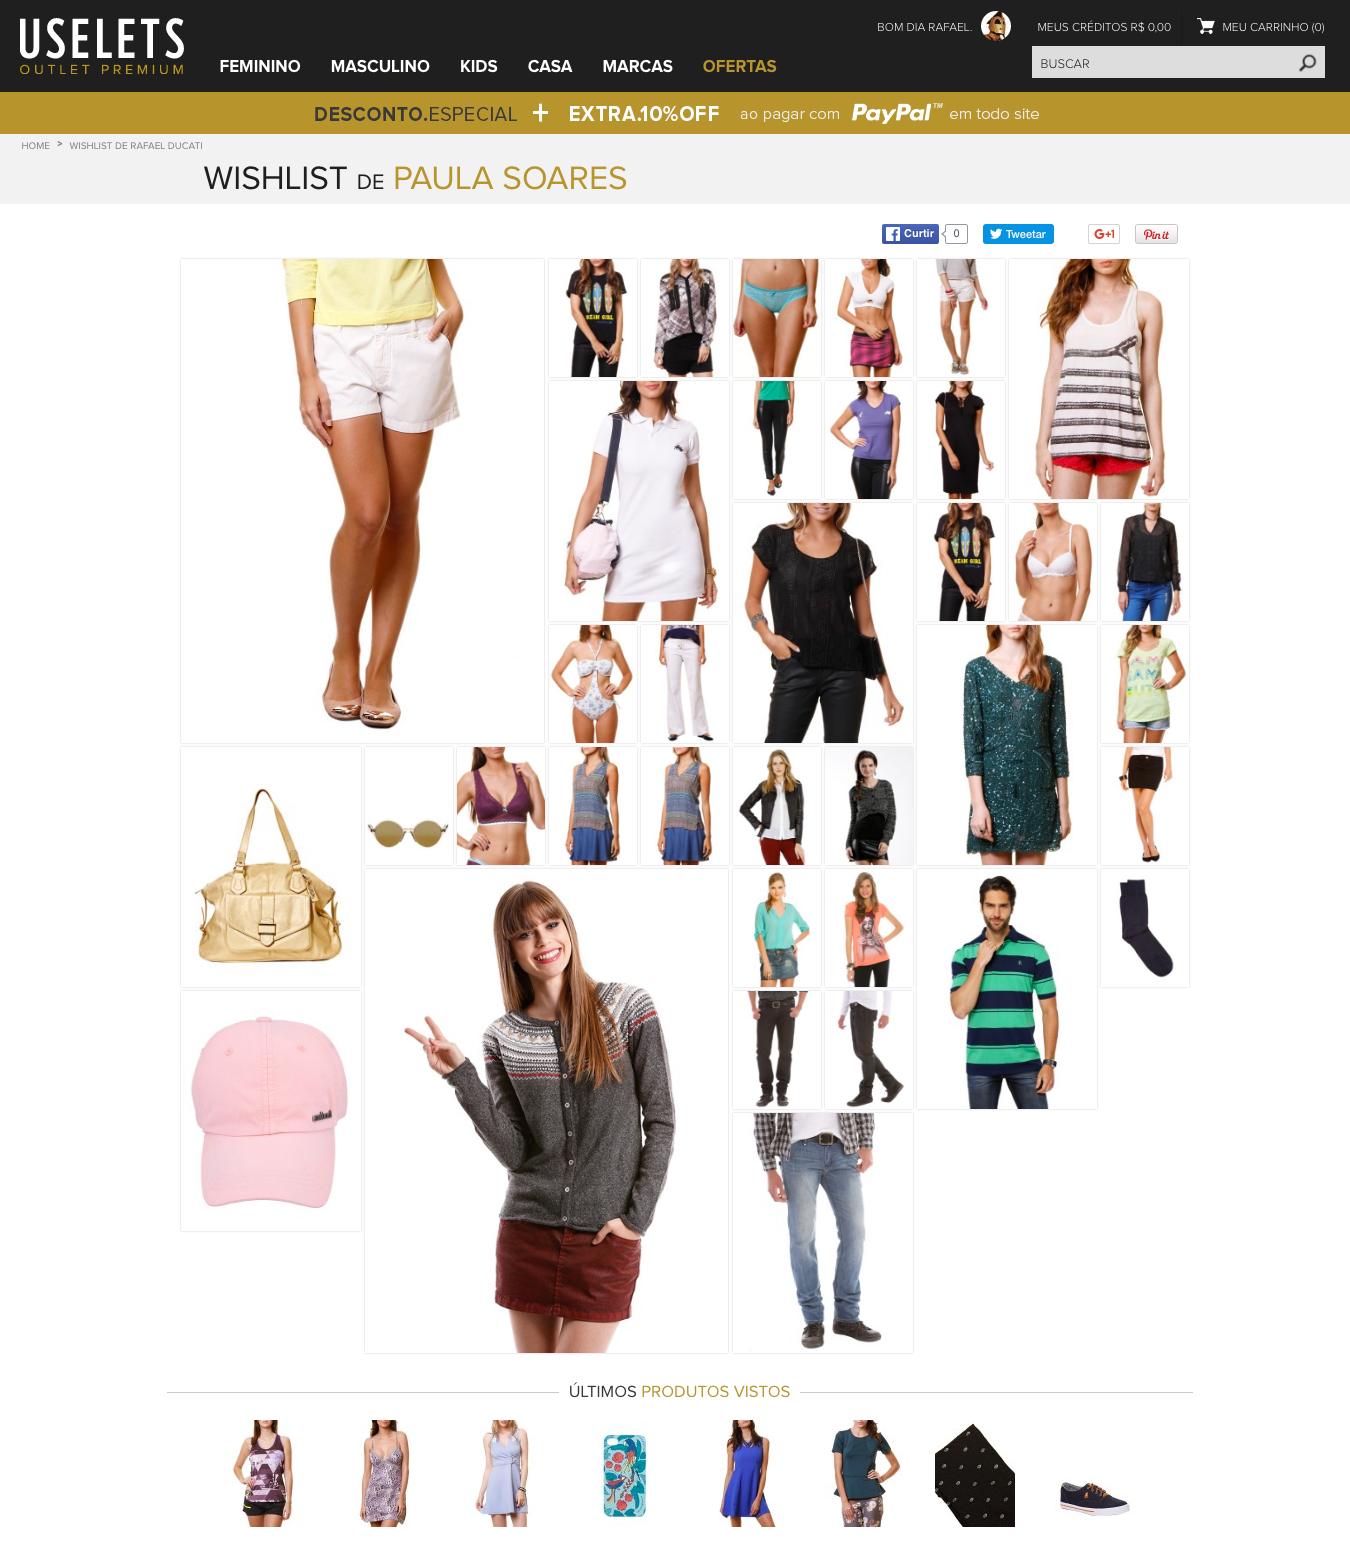 USELETS
OUTLET PREMIUM
BOM DIA RAFAEL.
MEUS CRÉDITOS R$ 0,00
MEU CARRINHO (0)
FEMININO MASCULINO KIDS CASA MARCAS OFERTAS
BUSCAR
DESCONTO.ESPECIAL + EXTRA.10%OFF ao pagar com PayPal™ em todo site
HOME > WISHLIST DE RAFAEL DUCATI
WISHLIST DE PAULA SOARES
Curtir 0 Tweetar G+1 Pin it
ÚLTIMOS PRODUTOS VISTOS